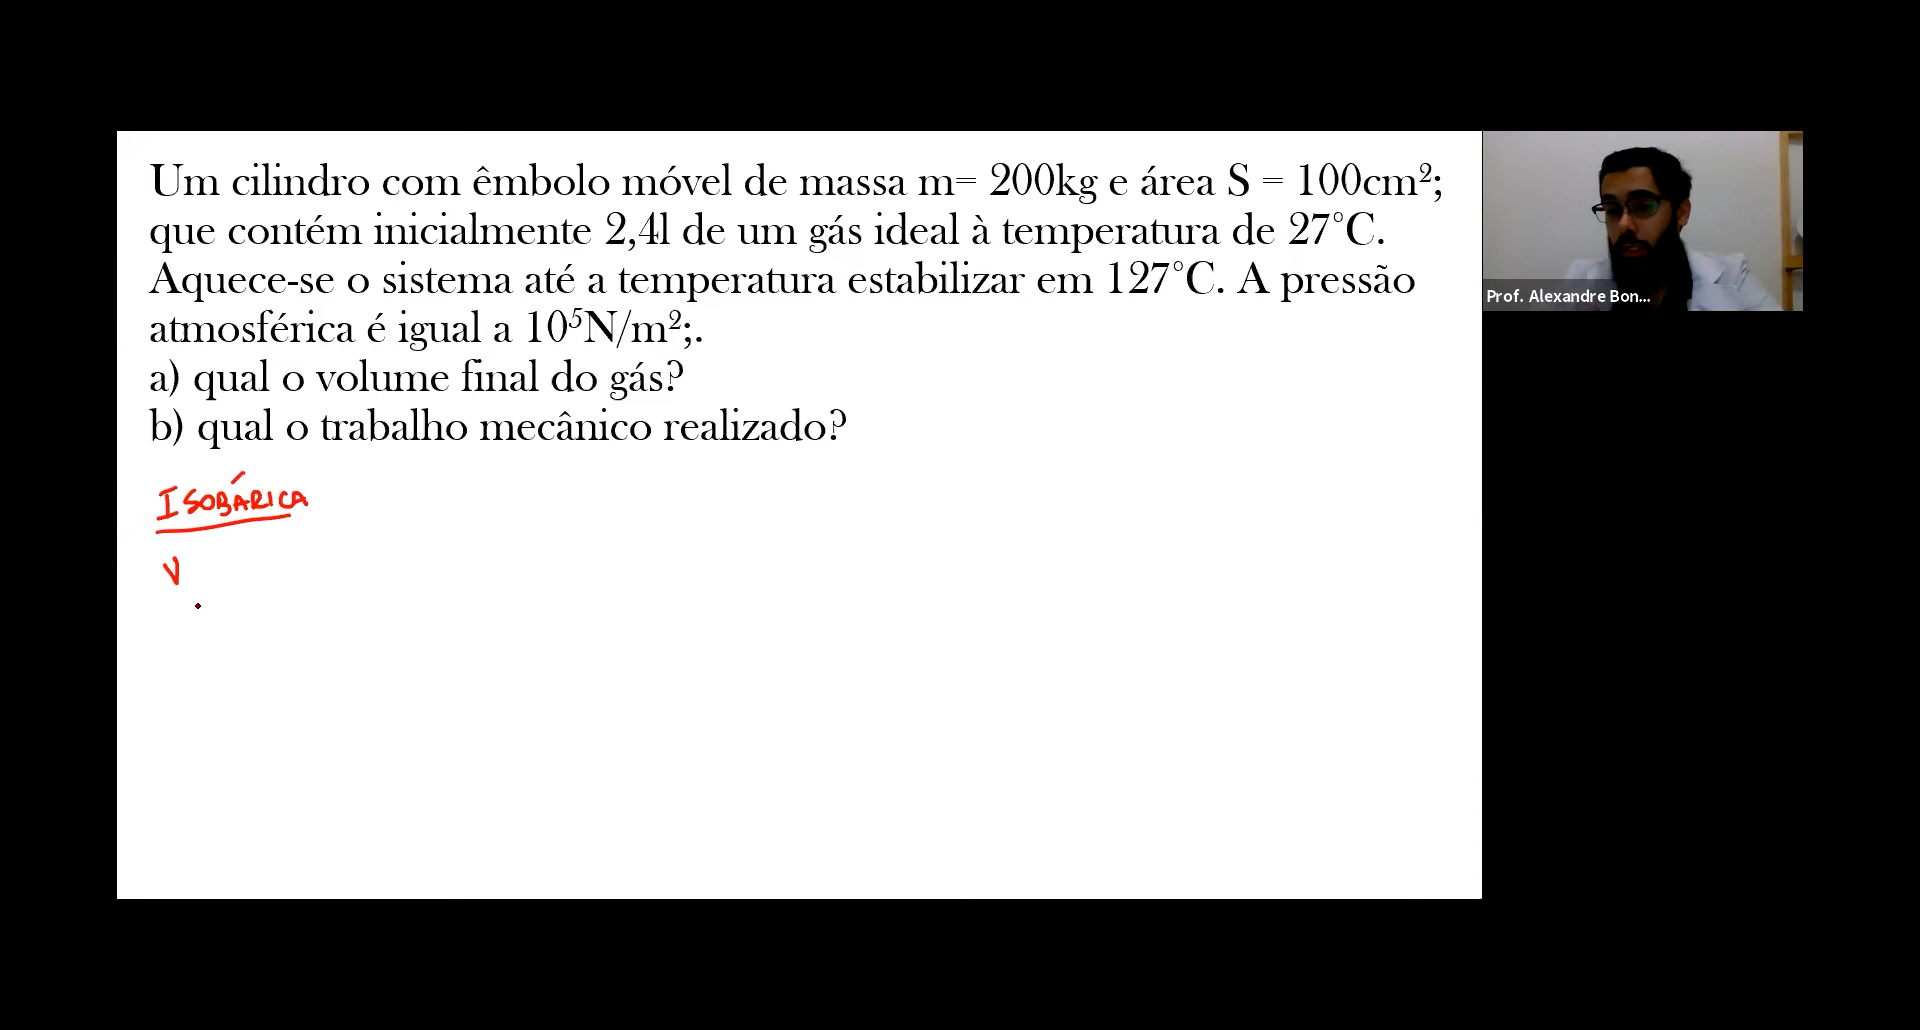 Um cilindro com êmbolo móvel de massa m= 200kg e área S = 100cm²;
que contém inicialmente 2,4l de um gás ideal à temperatura de 27°C.
Aquece-se o sistema até a temperatura estabilizar em 127°C. A pressão
atmosférica é igual a 10⁵N/m²;.
a) qual o volume final do gás?
b) qual o trabalho mecânico realizado?
ISOBÁRICA
V
Prof. Alexandre Bon...